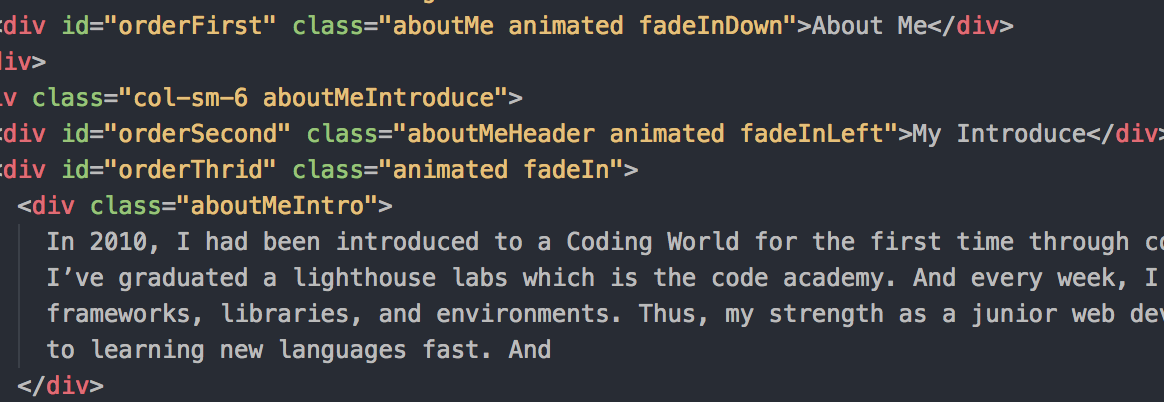 <div id="orderFirst" class="aboutMe animated fadeInDown">About Me</div>
div>
v class="col-sm-6 aboutMeIntroduce">
<div id="orderSecond" class="aboutMeHeader animated fadeInLeft">My Introduce</div>
<div id="orderThrid" class="animated fadeIn">
<div class="aboutMeIntro">
In 2010, I had been introduced to a Coding World for the first time through co
I’ve graduated a lighthouse labs which is the code academy. And every week, I
frameworks, libraries, and environments. Thus, my strength as a junior web dev
to learning new languages fast. And
</div>